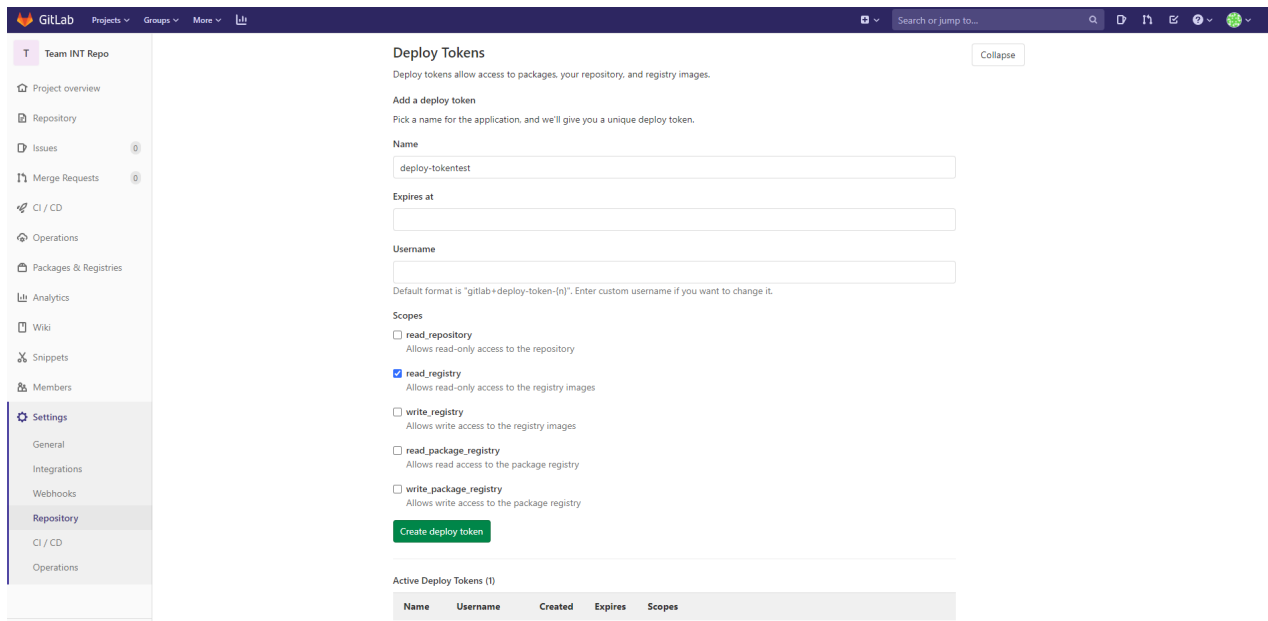 GitLab Projects Groups More Search or jump to...
T Team INT Repo
Project overview
Repository
Issues 0
Merge Requests 0
CI / CD
Operations
Packages & Registries
Analytics
Wiki
Snippets
Members
Settings
General
Integrations
Webhooks
Repository
CI / CD
Operations
Deploy Tokens
Collapse
Deploy tokens allow access to packages, your repository, and registry images.
Add a deploy token
Pick a name for the application, and we'll give you a unique deploy token.
Name
deploy-tokentest
Expires at
Username
Default format is "gitlab+deploy-token-{n}". Enter custom username if you want to change it.
Scopes
read_repository
Allows read-only access to the repository
read_registry
Allows read-only access to the registry images
write_registry
Allows write access to the registry images
read_package_registry
Allows read access to the package registry
write_package_registry
Allows write access to the package registry
Create deploy token
Active Deploy Tokens (1)
Name Username Created Expires Scopes